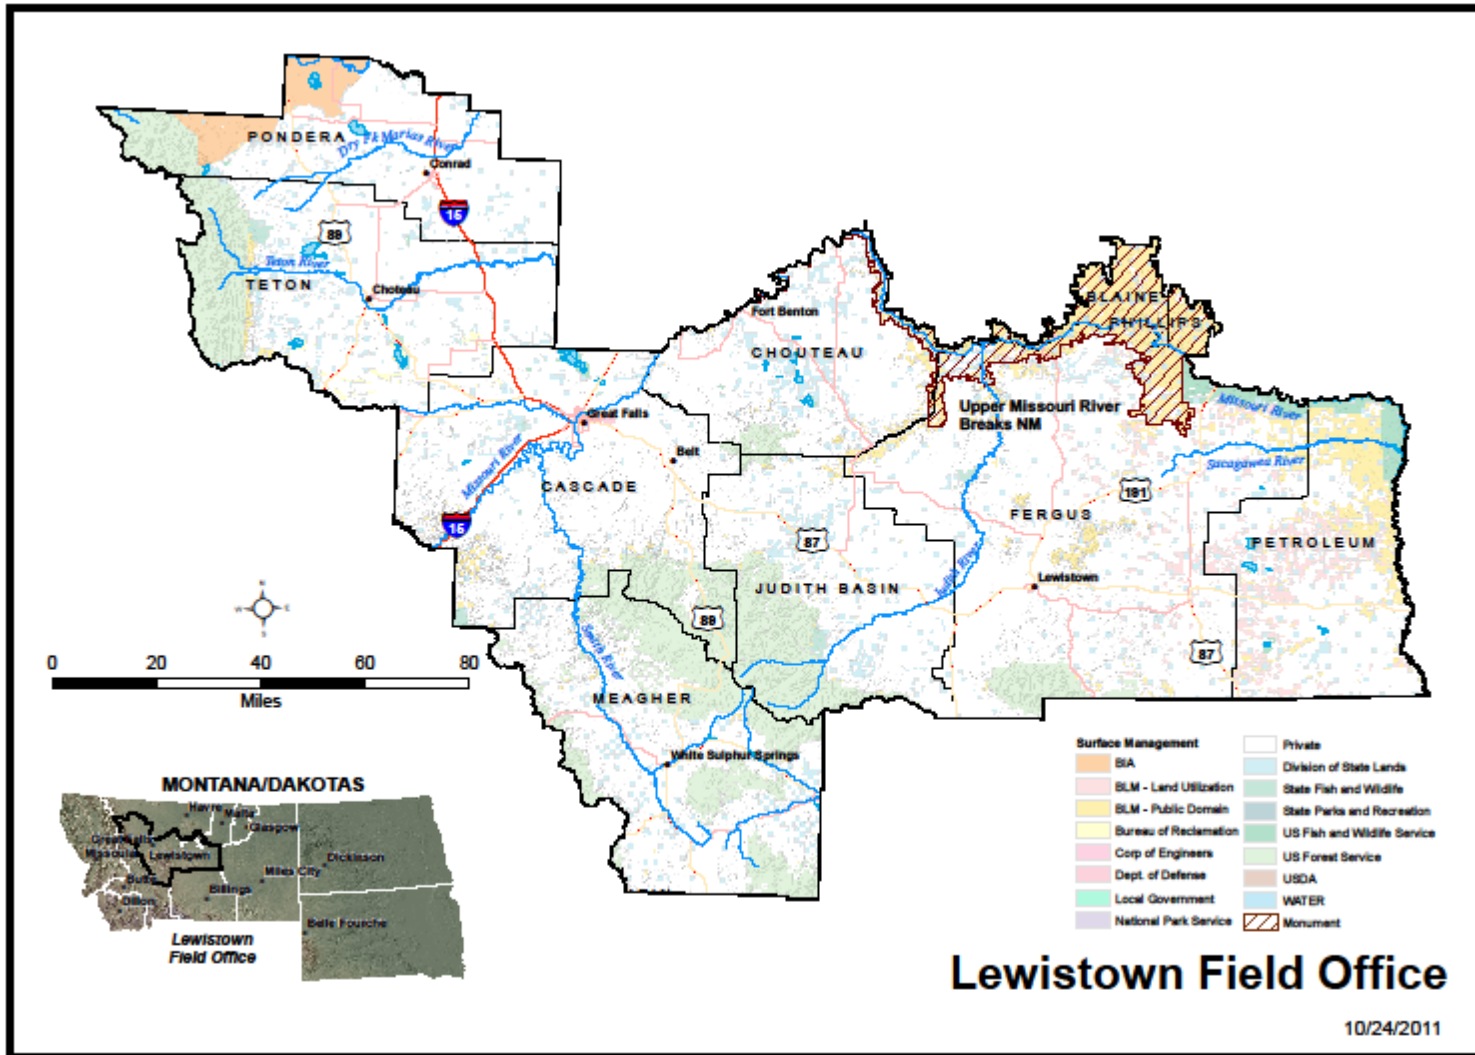 PONDERA
Dry Fk Marias River
Conrad
15
89
Teton River
TETON
Choteau
Fort Benton
CHOUTEAU
BLAINE
PHILLIPS
Great Falls
Upper Missouri River
Breaks NM
Missouri River
Belt
Missouri River
Sacagawea River
CASCADE
191
15
FERGUS
87
PETROLEUM
Judith River
Lewistown
JUDITH BASIN
N
W
E
S
89
Smith River
87
0 20 40 60 80
Miles
MEAGHER
White Sulphur Springs
Surface Management
BIA
BLM - Land Utilization
BLM - Public Domain
Bureau of Reclamation
Corp of Engineers
Dept. of Defense
Local Government
National Park Service
Private
Division of State Lands
State Fish and Wildlife
State Parks and Recreation
US Fish and Wildlife Service
US Forest Service
USDA
WATER
Monument
MONTANA/DAKOTAS
Havre
Malta
Glasgow
Great Falls
Missoula
Lewistown
Dickinson
Miles City
Butte
Billings
Dillon
Belle Fourche
Lewistown
Field Office
Lewistown Field Office
10/24/2011